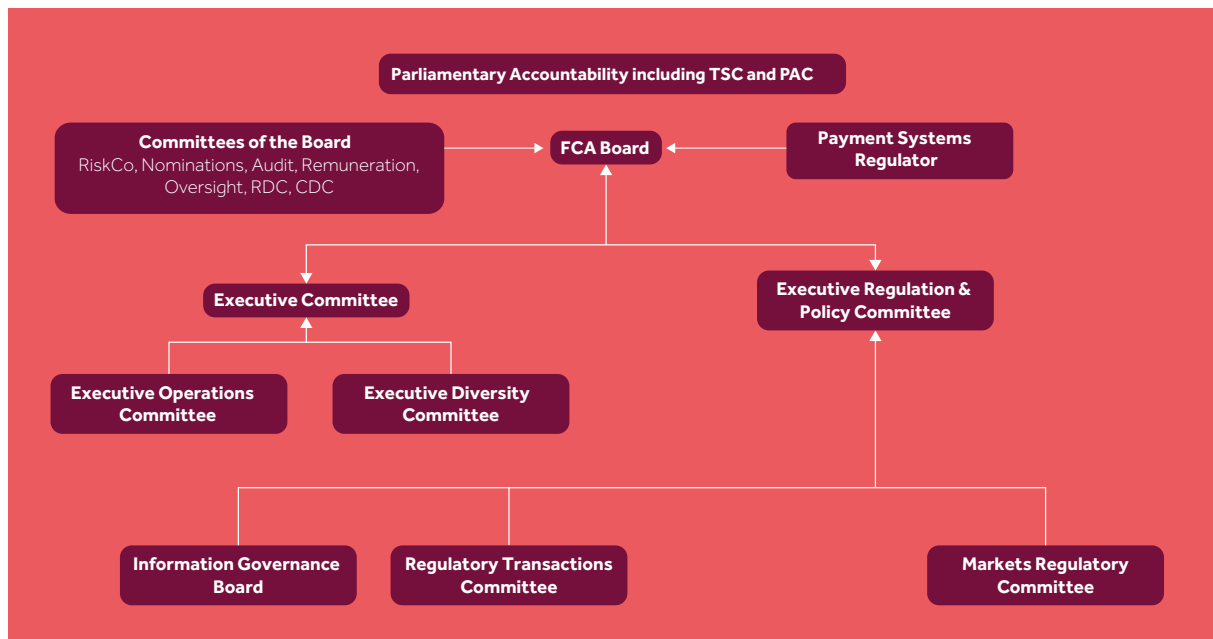 Parliamentary Accountability including TSC and PAC
Committees of the Board
RiskCo, Nominations, Audit, Remuneration,
Oversight, RDC, CDC
FCA Board
Payment Systems
Regulator
Executive Committee
Executive Regulation &
Policy Committee
Executive Operations
Committee
Executive Diversity
Committee
Information Governance
Board
Regulatory Transactions
Committee
Markets Regulatory
Committee